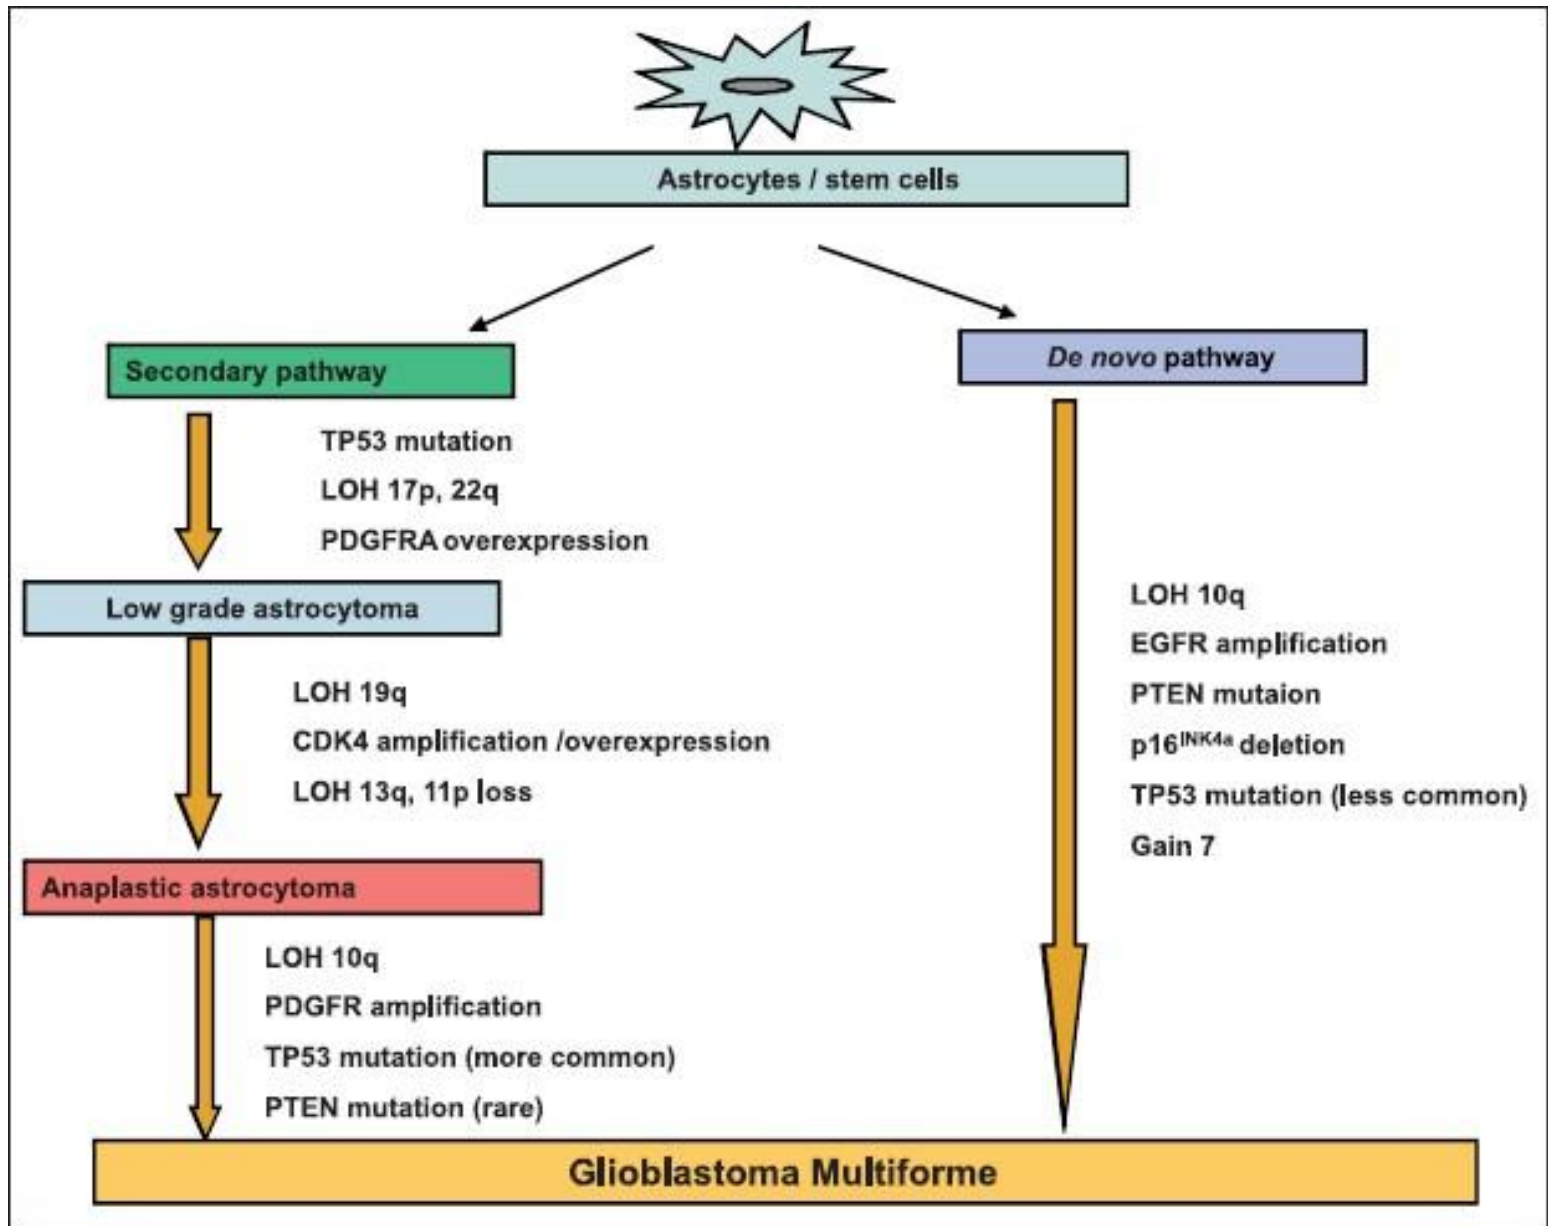 Astrocytes / stem cells
Secondary pathway
TP53 mutation
LOH 17p, 22q
PDGFRA overexpression
Low grade astrocytoma
LOH 19q
CDK4 amplification /overexpression
LOH 13q, 11p loss
Anaplastic astrocytoma
LOH 10q
PDGFR amplification
TP53 mutation (more common)
PTEN mutation (rare)
De novo pathway
LOH 10q
EGFR amplification
PTEN mutaion
p16INK4a deletion
TP53 mutation (less common)
Gain 7
Glioblastoma Multiforme